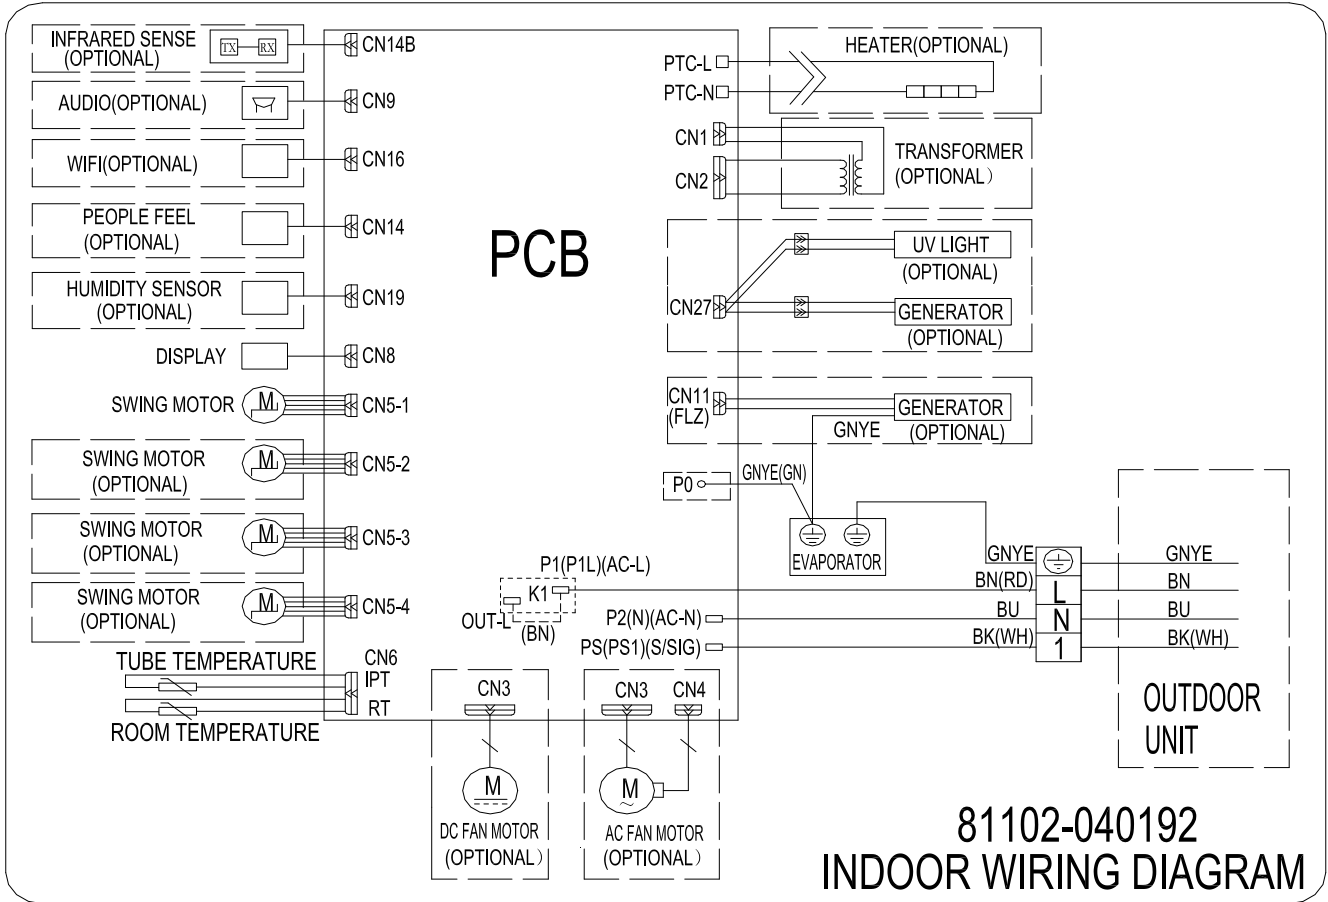 INFRARED SENSE
(OPTIONAL)
TX
RX
CN14B
AUDIO(OPTIONAL)
CN9
WIFI(OPTIONAL)
CN16
PEOPLE FEEL
(OPTIONAL)
CN14
HUMIDITY SENSOR
(OPTIONAL)
CN19
DISPLAY
CN8
SWING MOTOR
M
CN5-1
SWING MOTOR
(OPTIONAL)
M
CN5-2
SWING MOTOR
(OPTIONAL)
M
CN5-3
SWING MOTOR
(OPTIONAL)
M
CN5-4
TUBE TEMPERATURE
CN6
IPT
RT
ROOM TEMPERATURE
PCB
PTC-L
PTC-N
HEATER(OPTIONAL)
CN1
CN2
TRANSFORMER
(OPTIONAL)
CN27
UV LIGHT
(OPTIONAL)
GENERATOR
(OPTIONAL)
CN11
(FLZ)
GENERATOR
(OPTIONAL)
GNYE
P0
GNYE(GN)
EVAPORATOR
P1(P1L)(AC-L)
K1
OUT-L
(BN)
P2(N)(AC-N)
PS(PS1)(S/SIG)
GNYE
BN(RD)
L
BU
N
BK(WH)
1
GNYE
BN
BU
BK(WH)
OUTDOOR
UNIT
CN3
M
DC FAN MOTOR
(OPTIONAL)
CN3
CN4
M
~
AC FAN MOTOR
(OPTIONAL)
81102-040192
INDOOR WIRING DIAGRAM